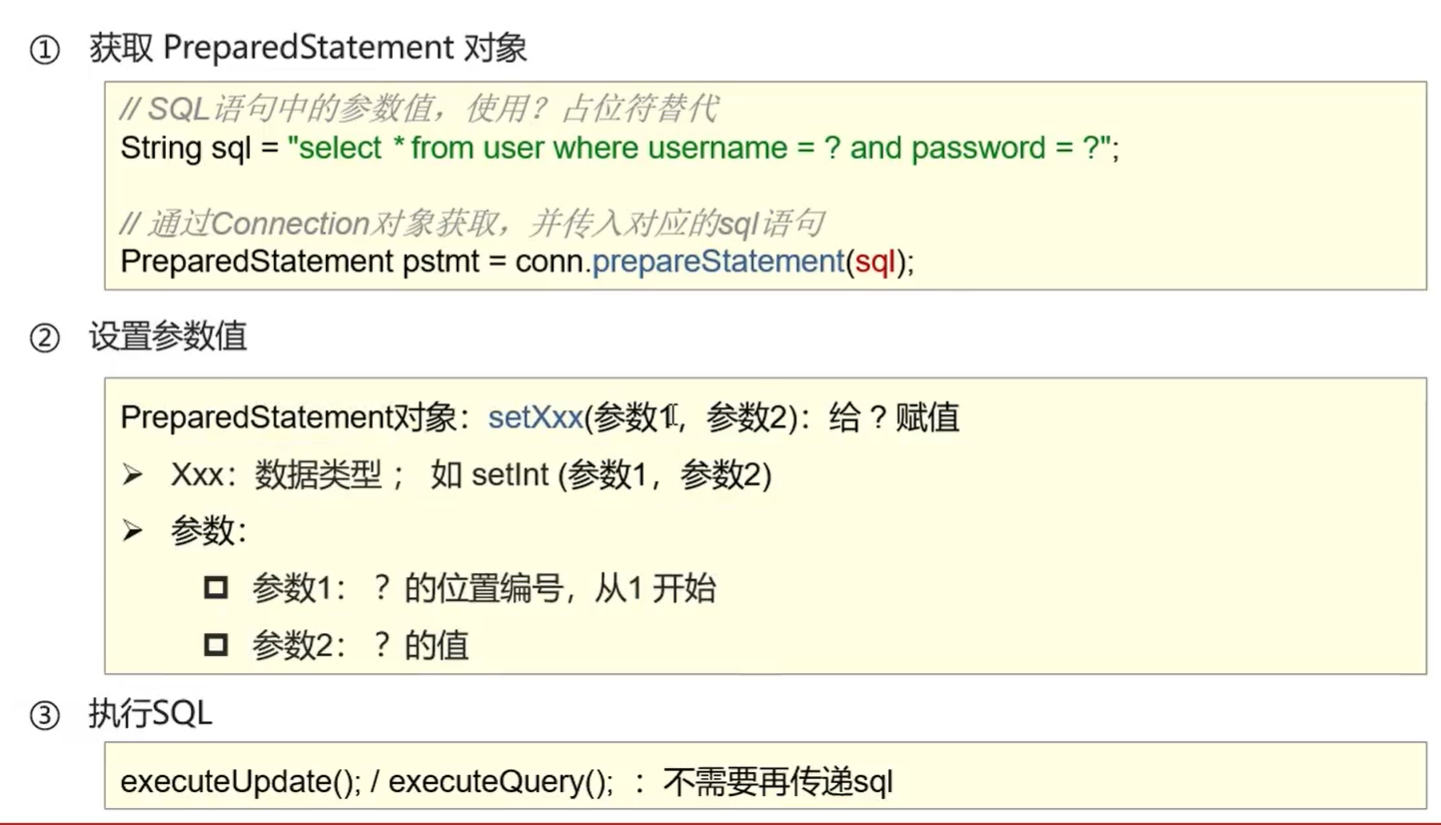 ① 获取 PreparedStatement 对象
// SQL语句中的参数值，使用？占位符替代
String sql = "select * from user where username = ? and password = ?";
// 通过Connection对象获取，并传入对应的sql语句
PreparedStatement pstmt = conn.prepareStatement(sql);
② 设置参数值
PreparedStatement对象：setXxx(参数1，参数2)：给 ? 赋值
➢ Xxx：数据类型 ； 如 setInt (参数1，参数2)
➢ 参数：
参数1： ？的位置编号，从1 开始
参数2： ？的值
③ 执行SQL
executeUpdate(); / executeQuery(); ：不需要再传递sql